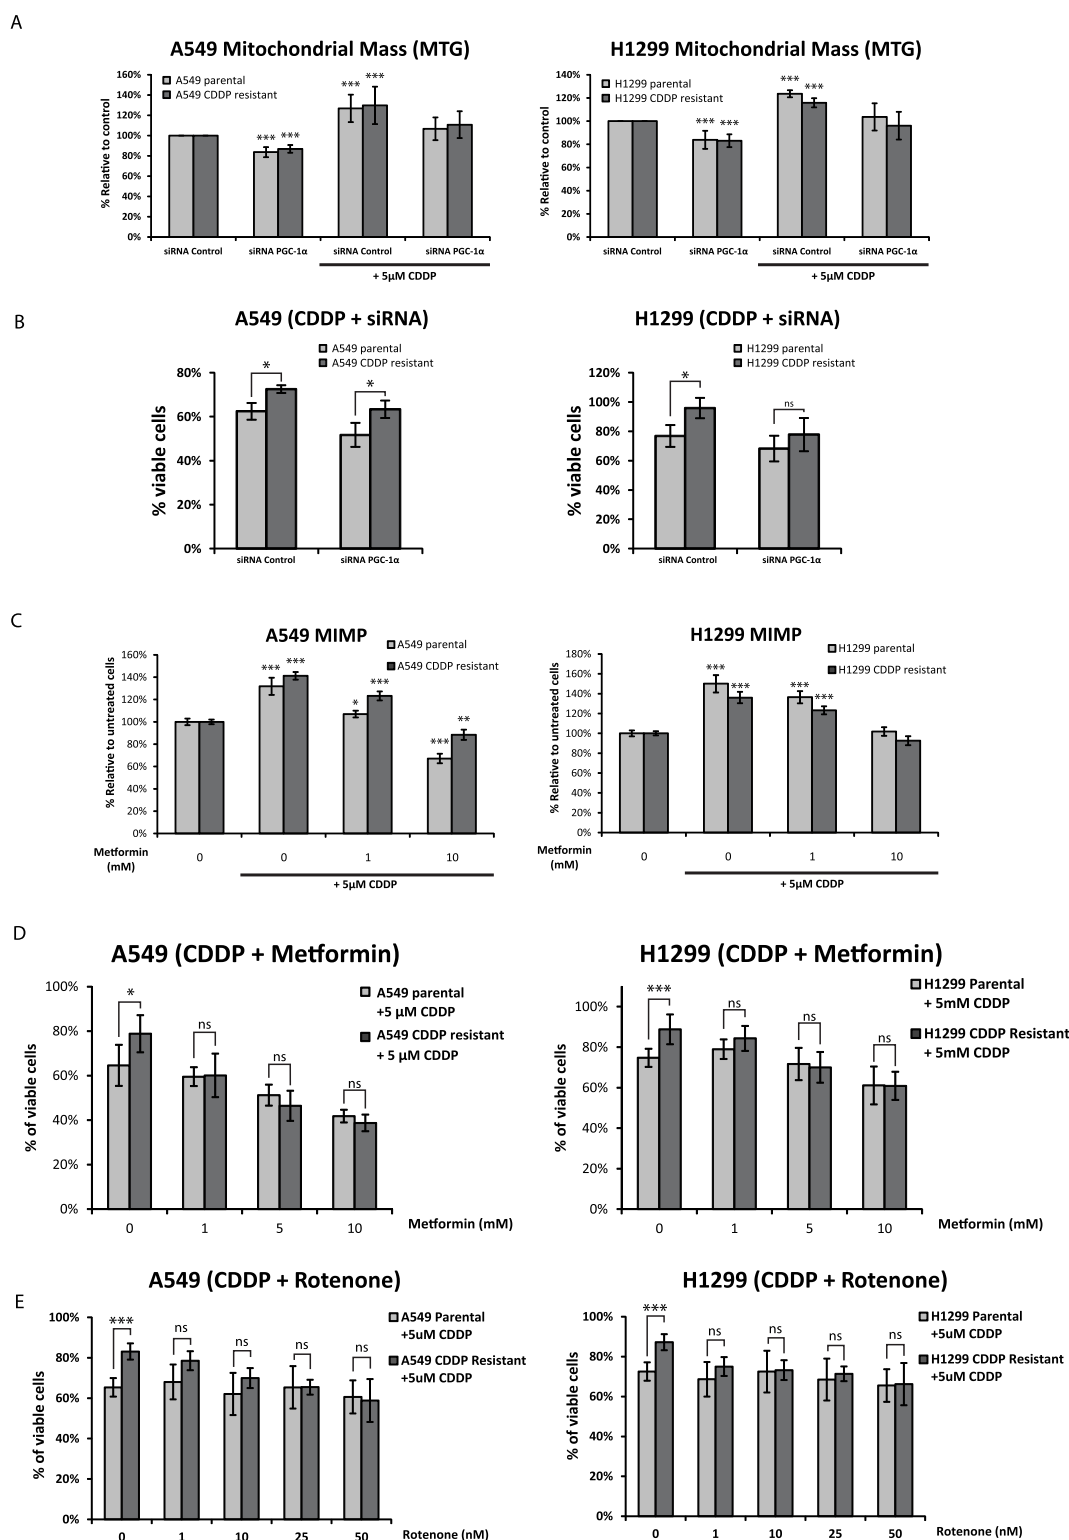 A
A549 Mitochondrial Mass (MTG)
% Relative to control
160%
140%
120%
100%
80%
60%
40%
20%
0%
A549 parental
A549 CDDP resistant
*** ***
*** ***
siRNA Control siRNA PGC-1α siRNA Control siRNA PGC-1α
+ 5μM CDDP
H1299 Mitochondrial Mass (MTG)
% Relative to control
140%
120%
100%
80%
60%
40%
20%
0%
H1299 parental
H1299 CDDP resistant
*** ***
*** ***
siRNA Control siRNA PGC-1α siRNA Control siRNA PGC-1α
+ 5μM CDDP
B
A549 (CDDP + siRNA)
A549 parental
A549 CDDP resistant
% viable cells
80%
60%
40%
20%
0%
* *
siRNA Control siRNA PGC-1α
H1299 (CDDP + siRNA)
H1299 parental
H1299 CDDP resistant
% viable cells
120%
100%
80%
60%
40%
20%
0%
* ns
siRNA Control siRNA PGC-1α
C
A549 MIMP
A549 parental
A549 CDDP resistant
% Relative to untreated cells
160%
140%
120%
100%
80%
60%
40%
20%
0%
*** *** * *** *** **
Metformin
(mM)
0 0 1 10
+ 5μM CDDP
H1299 MIMP
H1299 parental
H1299 CDDP resistant
% Relative to untreated cells
180%
160%
140%
120%
100%
80%
60%
40%
20%
0%
*** *** *** ***
Metformin
(mM)
0 0 1 10
+ 5μM CDDP
D
A549 (CDDP + Metformin)
A549 parental
+5 μM CDDP
A549 CDDP resistant
+ 5 μM CDDP
% of viable cells
100%
80%
60%
40%
20%
0%
* ns ns ns
0 1 5 10 Metformin (mM)
H1299 (CDDP + Metformin)
H1299 Parental
+ 5mM CDDP
H1299 CDDP Resistant
+ 5mM CDDP
% of viable cells
100%
80%
60%
40%
20%
0%
*** ns ns ns
0 1 5 10 Metformin (mM)
E
A549 (CDDP + Rotenone)
A549 Parental
+5uM CDDP
A549 CDDP Resistant
+5uM CDDP
% of viable cells
100%
80%
60%
40%
20%
0%
*** ns ns ns ns
0 1 10 25 50 Rotenone (nM)
H1299 (CDDP + Rotenone)
H1299 Parental
+5uM CDDP
H1299 CDDP Resistant
+5uM CDDP
% of viable cells
100%
80%
60%
40%
20%
0%
*** ns ns ns ns
0 1 10 25 50 Rotenone (nM)